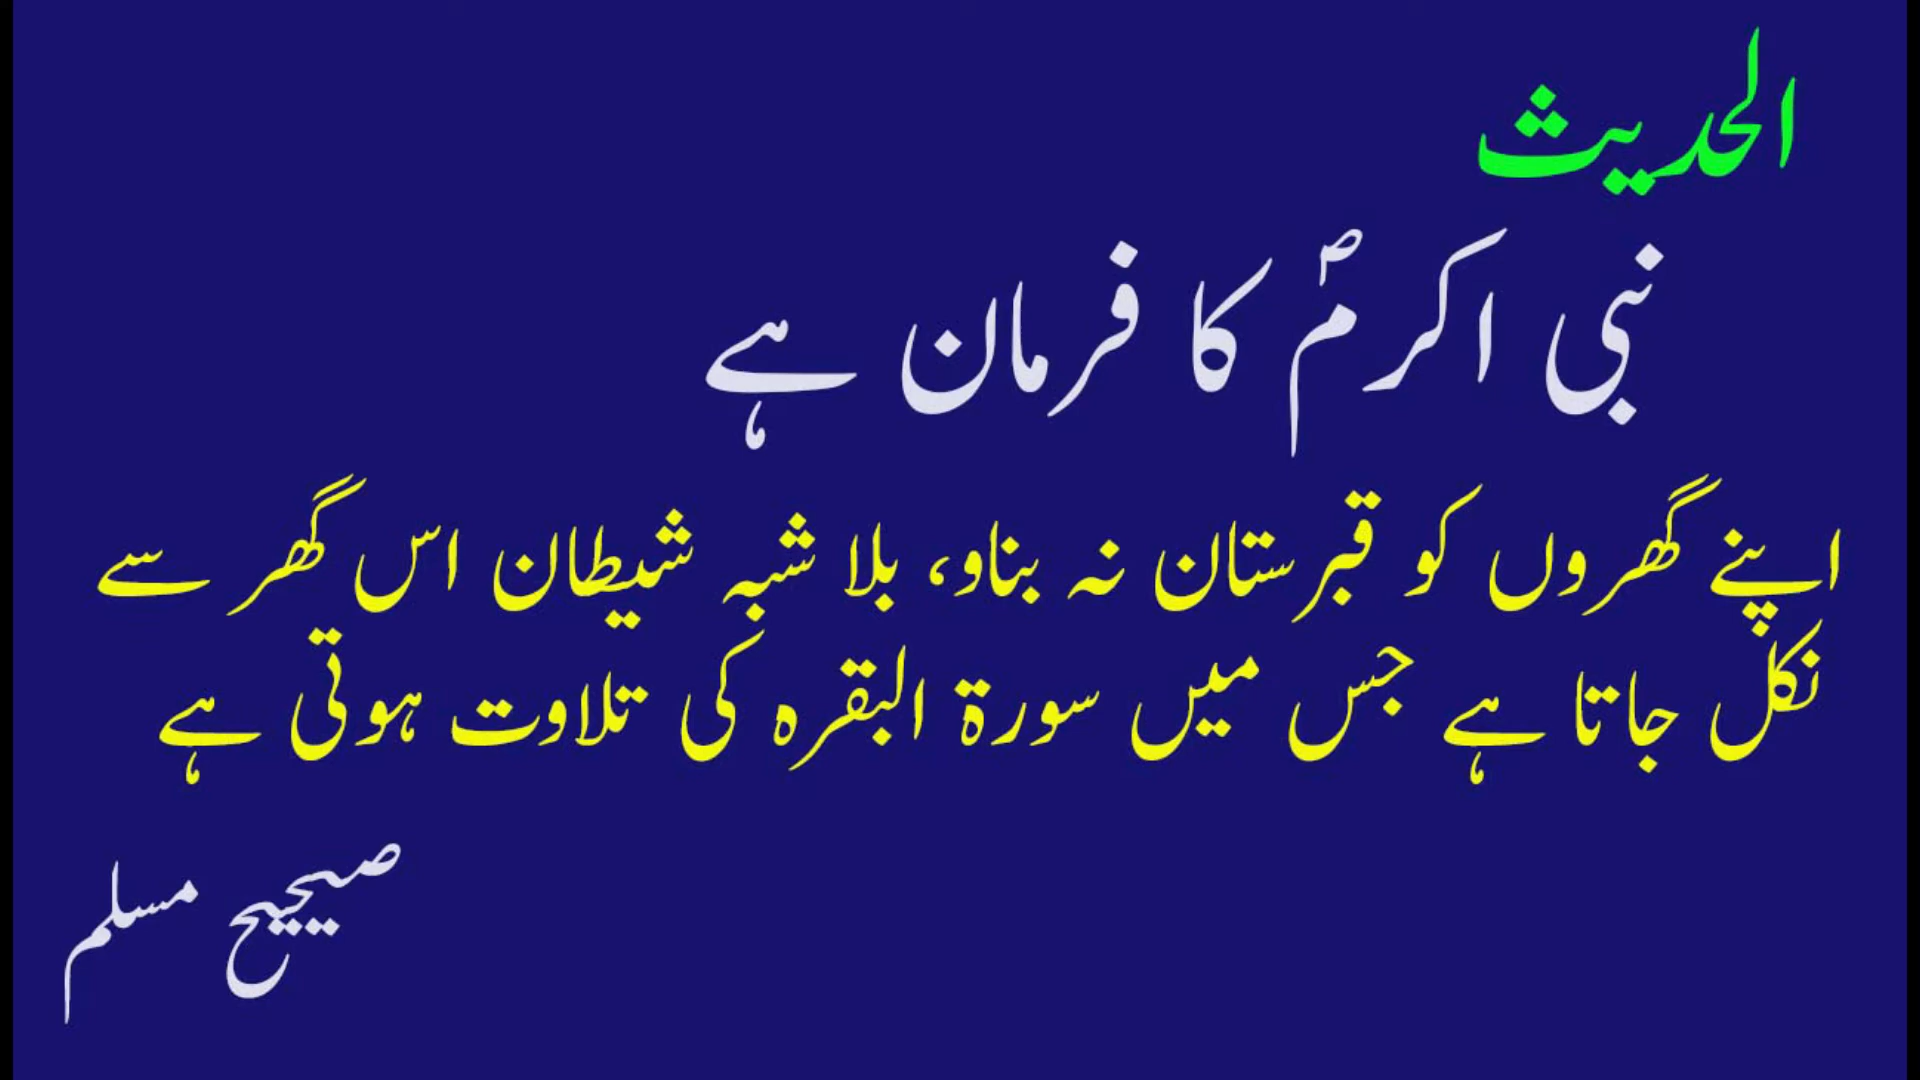 الحدیث
نبی اکرمؐ کا فرمان ہے
اپنے گھروں کو قبرستان نہ بناو، بلا شبہ شیطان اس گھر سے
نکل جاتا ہے جس میں سورۃ البقرہ کی تلاوت ہوتی ہے
صیحیح مسلم